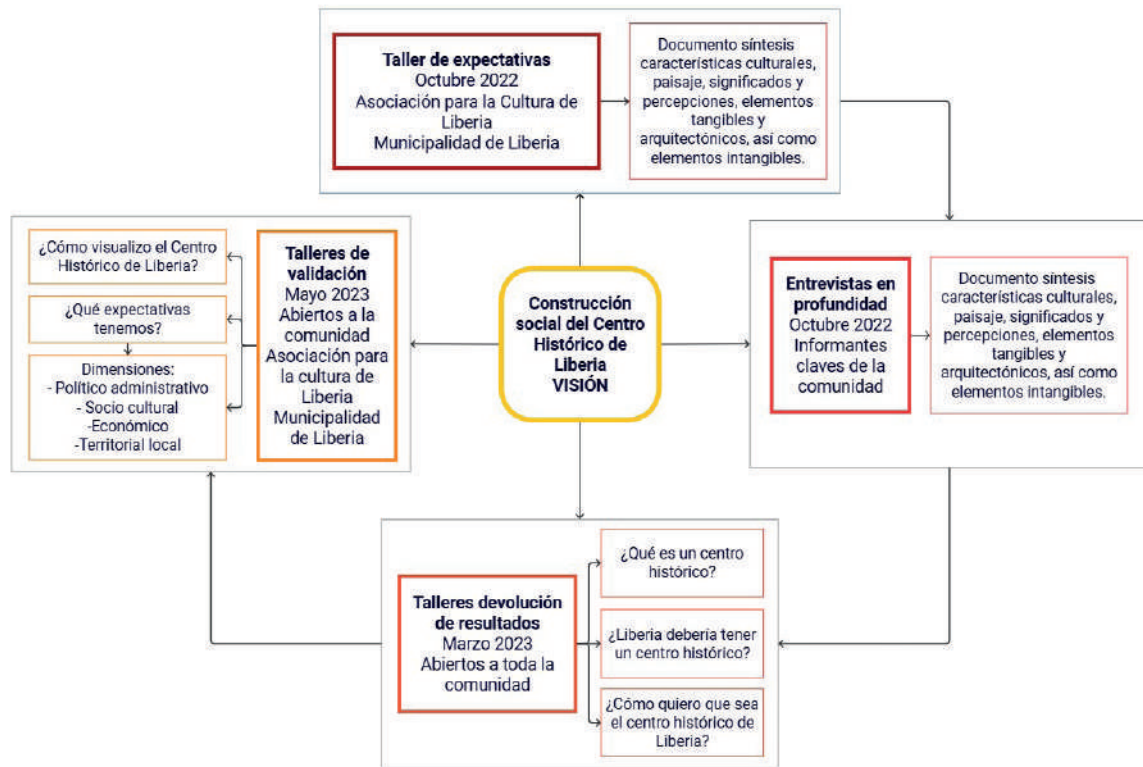 Taller de expectativas
Octubre 2022
Asociación para la Cultura de
Liberia
Municipalidad de Liberia
Documento síntesis
características culturales,
paisaje, significados y
percepciones, elementos
tangibles y
arquitectónicos, así como
elementos intangibles.
¿Cómo visualizo el Centro
Histórico de Liberia?
¿Qué expectativas
tenemos?
Dimensiones:
- Político administrativo
- Socio cultural
-Económico
-Territorial local
Talleres de
validación
Mayo 2023
Abiertos a la
comunidad
Asociación para
la cultura de
Liberia
Municipalidad
de Liberia
Construcción
social del Centro
Histórico de
Liberia
VISIÓN
Entrevistas en
profundidad
Octubre 2022
Informantes
claves de la
comunidad
Documento síntesis
características culturales,
paisaje, significados y
percepciones, elementos
tangibles y
arquitectónicos, así como
elementos intangibles.
Talleres devolución
de resultados
Marzo 2023
Abiertos a toda la
comunidad
¿Qué es un centro
histórico?
¿Liberia debería tener
un centro histórico?
¿Cómo quiero que sea
el centro histórico de
Liberia?